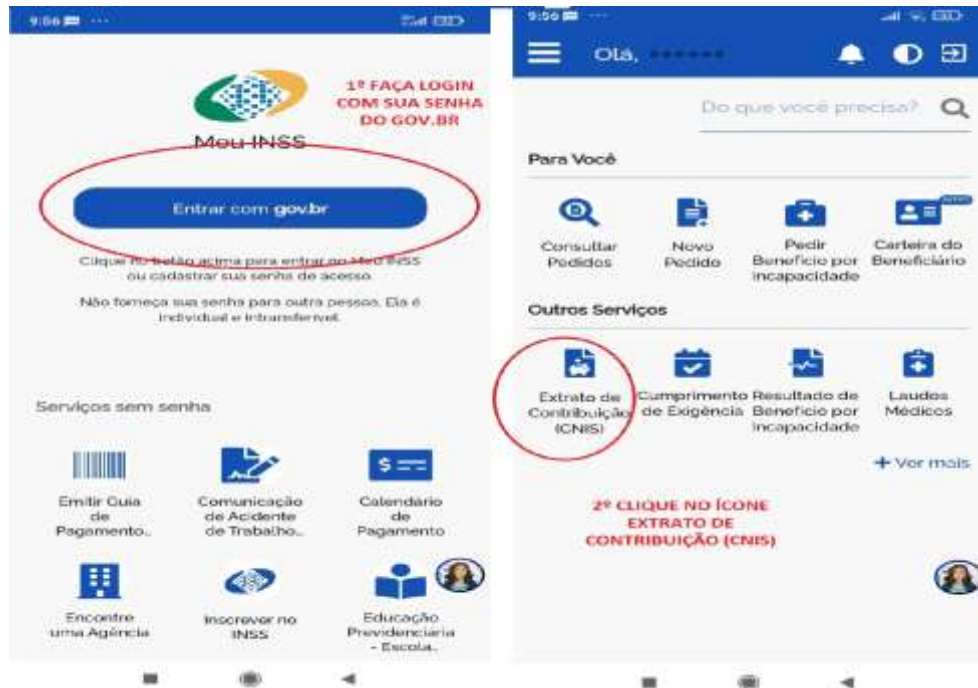 9:56
1º FAÇA LOGIN
COM SUA SENHA
DO GOV.BR
Meu INSS
Entrar com gov.br
Clique no botão acima para entrar no Meu INSS
ou cadastrar sua senha de acesso.
Não forneça sua senha para outra pessoa. Ela é
individual e intransferível.
Serviços sem senha
Emitir Guia
de
Pagamento..
Comunicação
de Acidente
de Trabalho..
Calendário
de
Pagamento
Encontre
uma Agência
Inscrever no
INSS
Educação
Previdenciária
- Escola..
9:56
Olá,
Do que você precisa?
Para Você
Consultar
Pedidos
Novo
Pedido
Pedir
Benefício por
Incapacidade
Carteira do
Beneficiário
Outros Serviços
Extrato de
Contribuição
(CNIS)
Cumprimento
de Exigência
Resultado de
Benefício por
Incapacidade
Laudos
Médicos
+ Ver mais
2º CLIQUE NO ÍCONE
EXTRATO DE
CONTRIBUIÇÃO (CNIS)